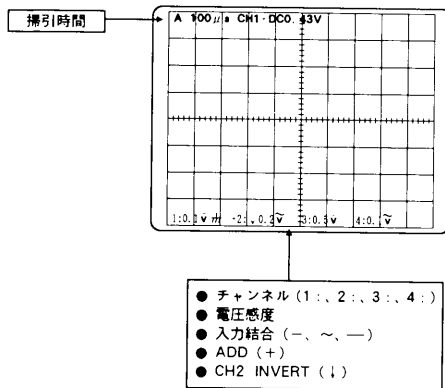 掃引時間
A 100μs CH1・DC0.43V
1:0.1V -2: 0.2V 3:0.5V 4:0.
● チャンネル (1:、2:、3:、4:)
● 電圧感度
● 入力結合 (−、～、―)
● ADD (+)
● CH2 INVERT (↓)